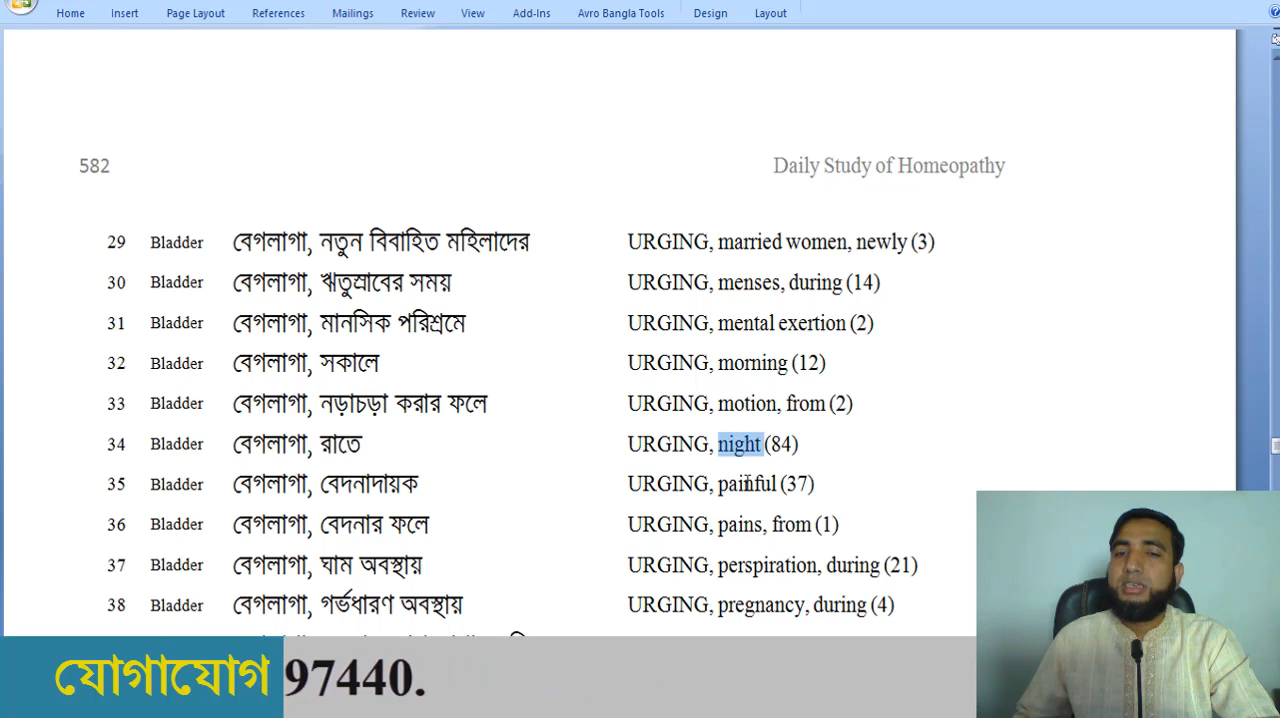 Home Insert Page Layout References Mailings Review View Add-Ins Avro Bangla Tools Design Layout
582 Daily Study of Homeopathy
29 Bladder বেগলাগা, নতুন বিবাহিত মহিলাদের URGING, married women, newly (3)
30 Bladder বেগলাগা, ঋতুস্রাবের সময় URGING, menses, during (14)
31 Bladder বেগলাগা, মানসিক পরিশ্রমে URGING, mental exertion (2)
32 Bladder বেগলাগা, সকালে URGING, morning (12)
33 Bladder বেগলাগা, নড়াচড়া করার ফলে URGING, motion, from (2)
34 Bladder বেগলাগা, রাতে URGING, night (84)
35 Bladder বেগলাগা, বেদনাদায়ক URGING, painful (37)
36 Bladder বেগলাগা, বেদনার ফলে URGING, pains, from (1)
37 Bladder বেগলাগা, ঘাম অবস্থায় URGING, perspiration, during (21)
38 Bladder বেগলাগা, গর্ভধারণ অবস্থায় URGING, pregnancy, during (4)
যোগাযোগ 97440.